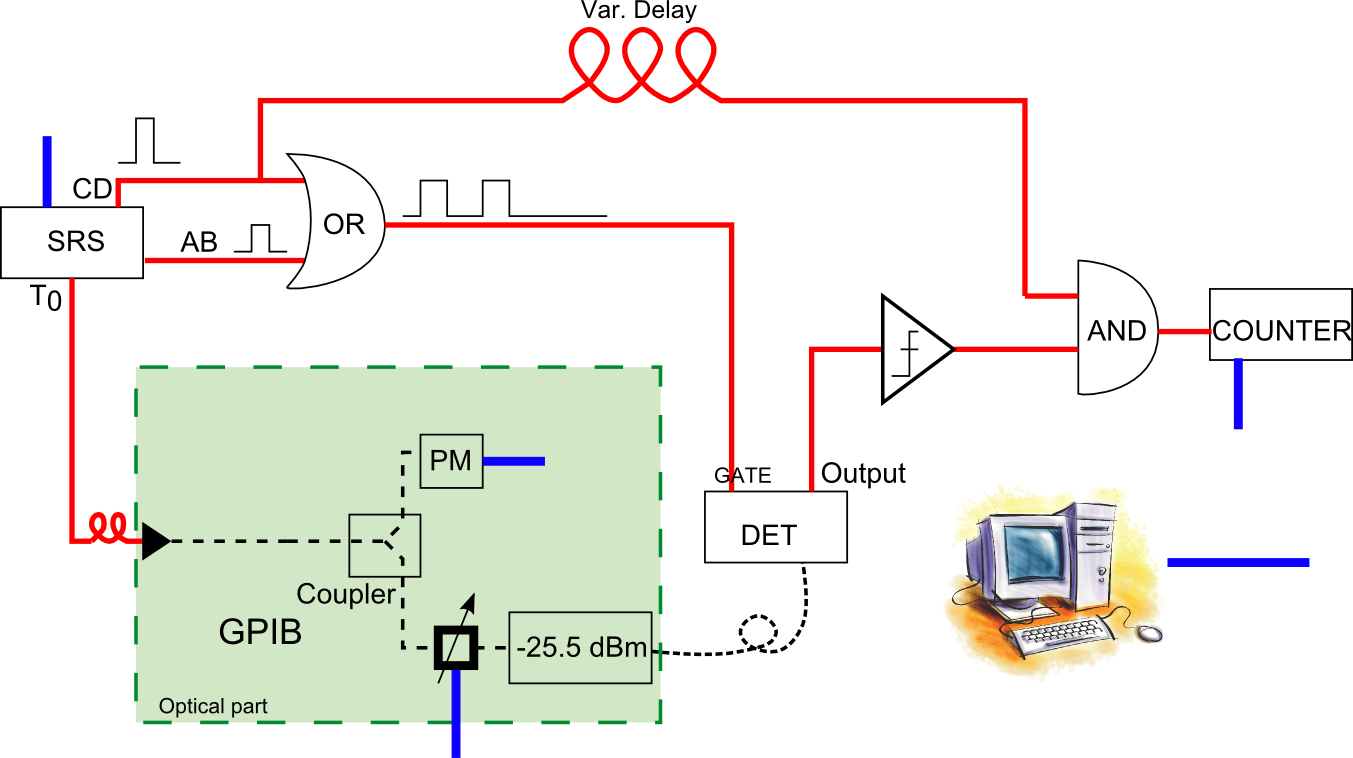 Var. Delay
CD
SRS
AB
OR
T0
AND
COUNTER
PM
GATE
Output
DET
Coupler
GPIB
-25.5 dBm
Optical part